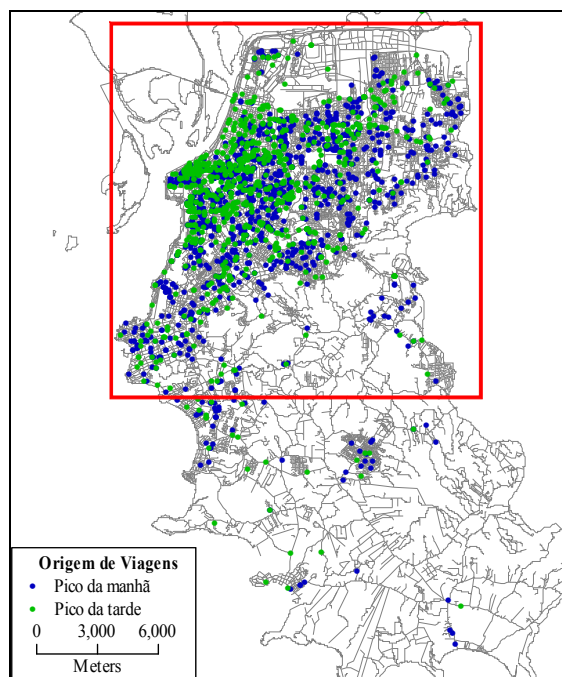 Origem de Viagens
Pico da manhã
Pico da tarde
0 3,000 6,000
Meters